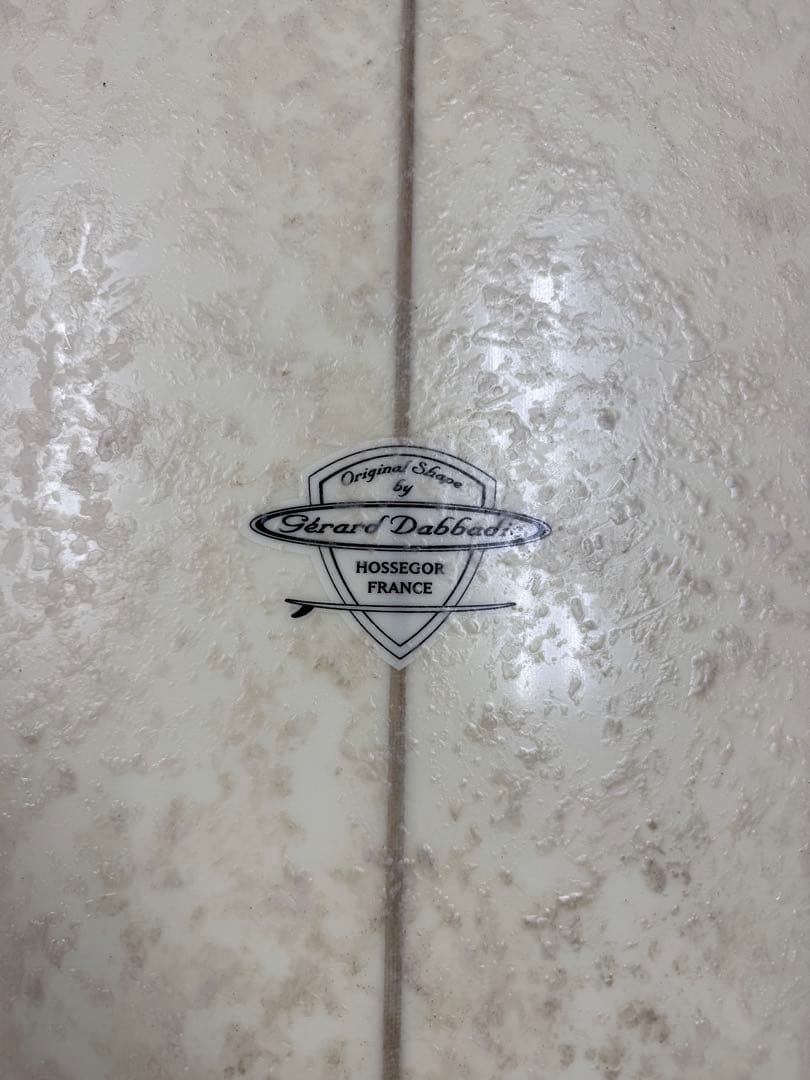 Original Shape
by
Gérard Dabbadie
HOSSEGOR
FRANCE